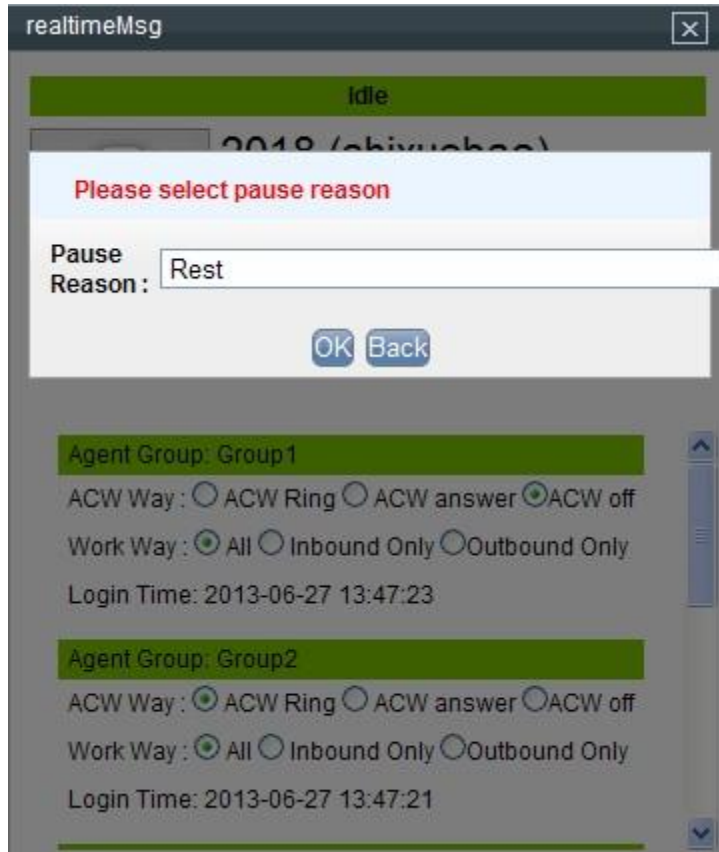 realtimeMsg
Idle
2018 (shixuebao)
Please select pause reason
Pause
Reason :
Rest
OK Back
Agent Group: Group1
ACW Way : ACW Ring ACW answer ACW off
Work Way : All Inbound Only Outbound Only
Login Time: 2013-06-27 13:47:23
Agent Group: Group2
ACW Way : ACW Ring ACW answer ACW off
Work Way : All Inbound Only Outbound Only
Login Time: 2013-06-27 13:47:21